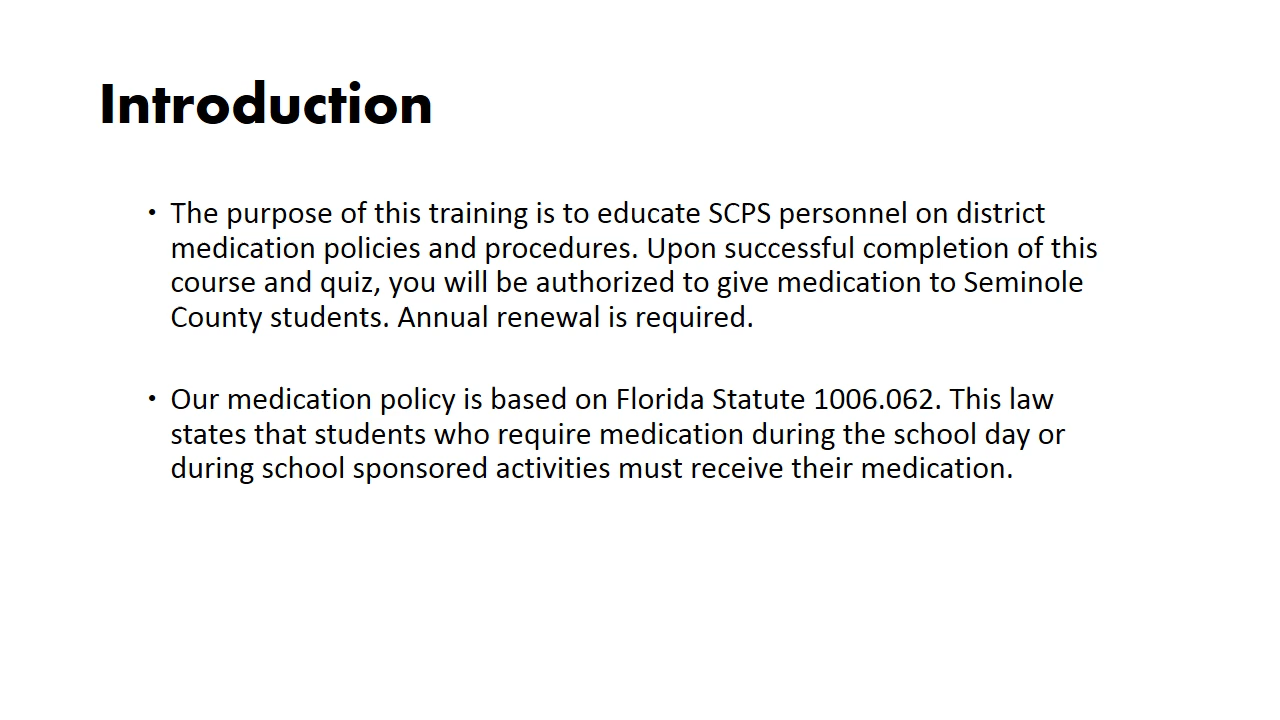 Introduction
• The purpose of this training is to educate SCPS personnel on district
medication policies and procedures. Upon successful completion of this
course and quiz, you will be authorized to give medication to Seminole
County students. Annual renewal is required.
• Our medication policy is based on Florida Statute 1006.062. This law
states that students who require medication during the school day or
during school sponsored activities must receive their medication.